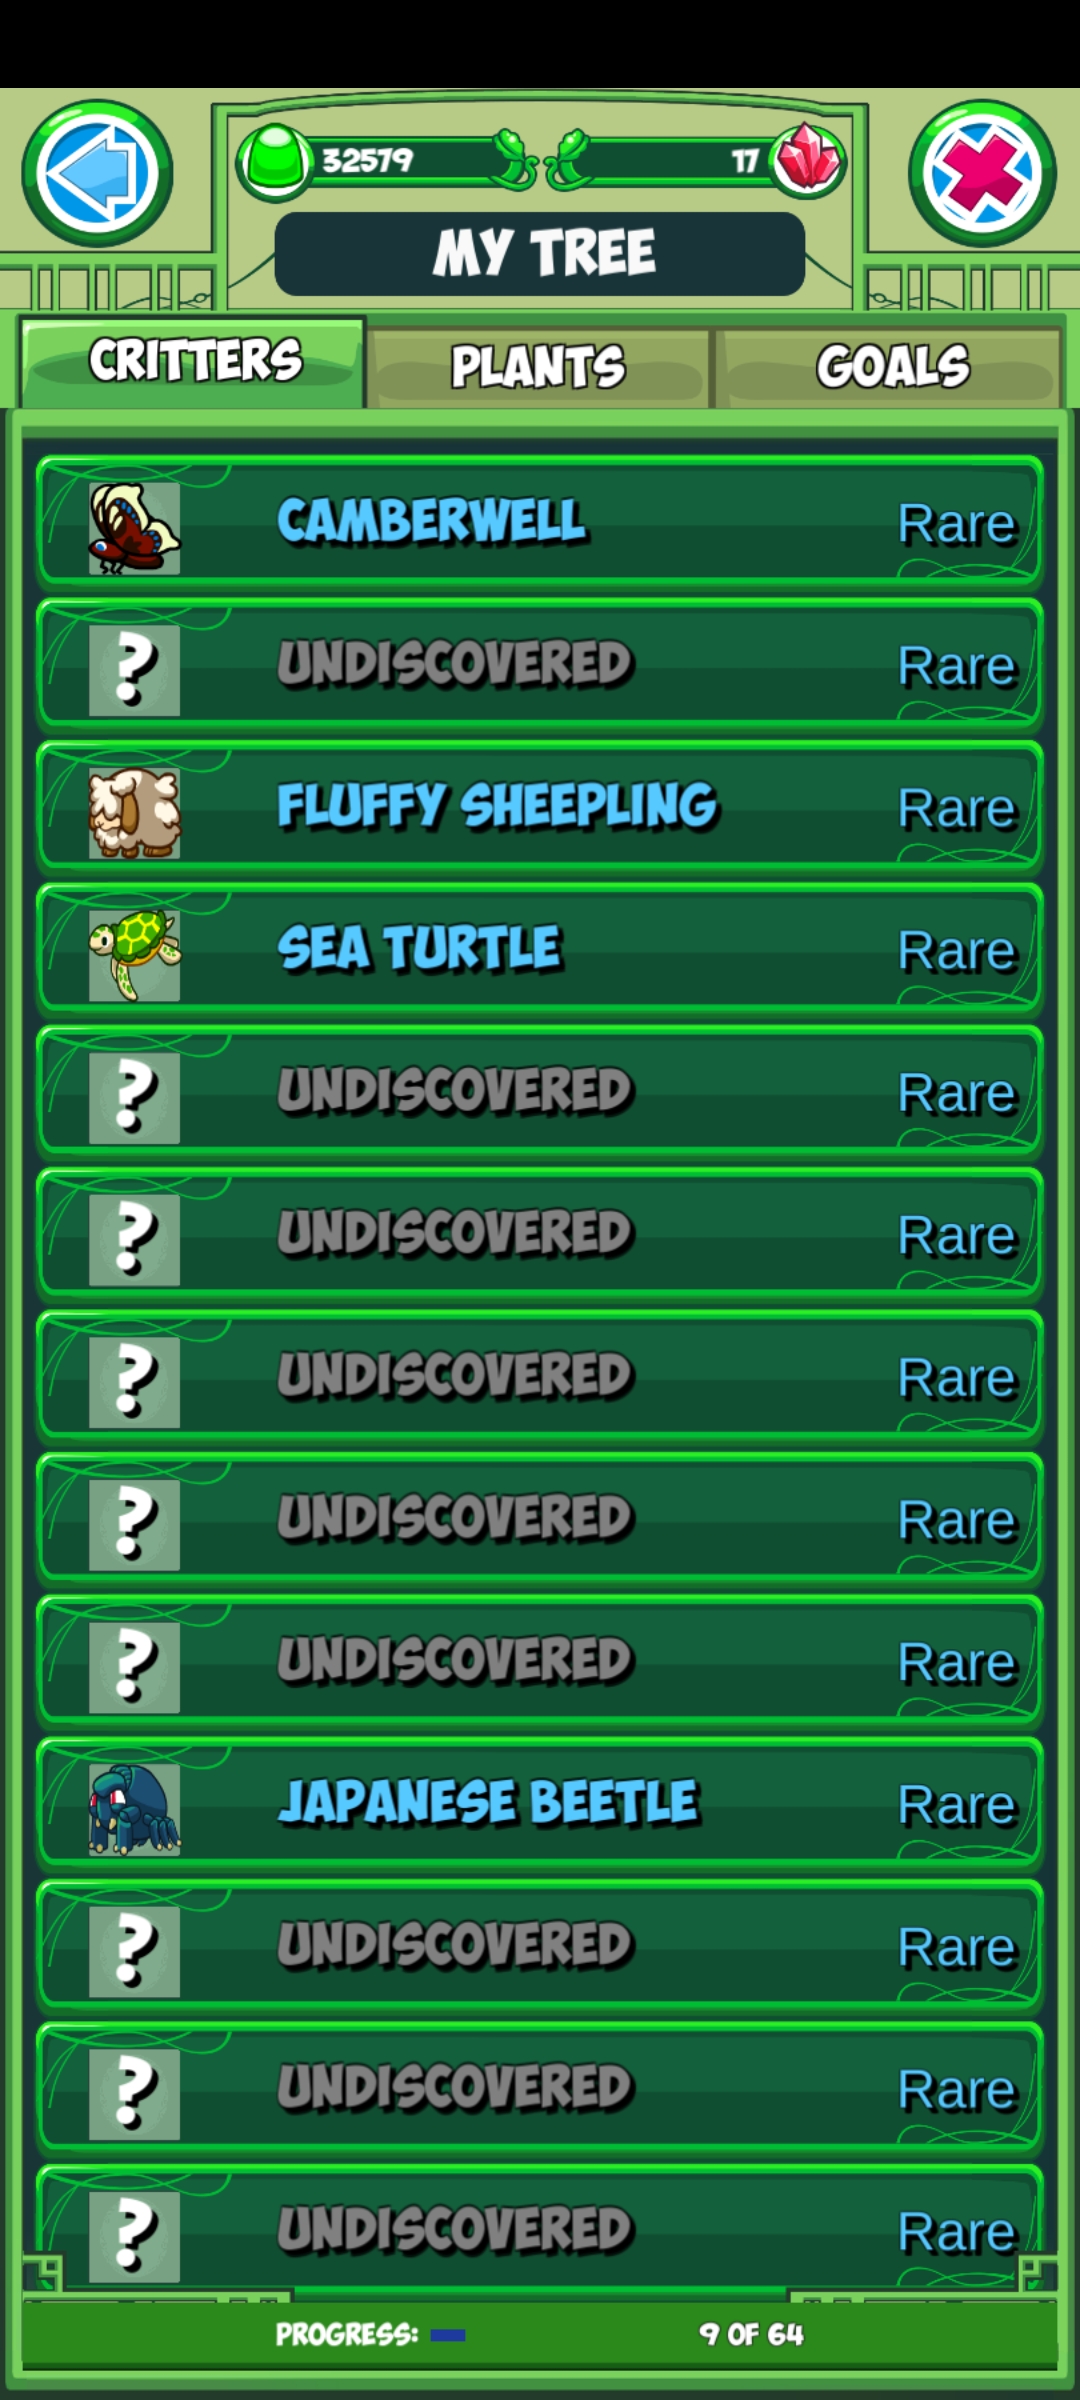 32579
17
MY TREE
CRITTERS
PLANTS
GOALS
CAMBERWELL
Rare
?
UNDISCOVERED
Rare
FLUFFY SHEEPLING
Rare
SEA TURTLE
Rare
?
UNDISCOVERED
Rare
?
UNDISCOVERED
Rare
?
UNDISCOVERED
Rare
?
UNDISCOVERED
Rare
?
UNDISCOVERED
Rare
JAPANESE BEETLE
Rare
?
UNDISCOVERED
Rare
?
UNDISCOVERED
Rare
?
UNDISCOVERED
Rare
PROGRESS:
9 OF 64